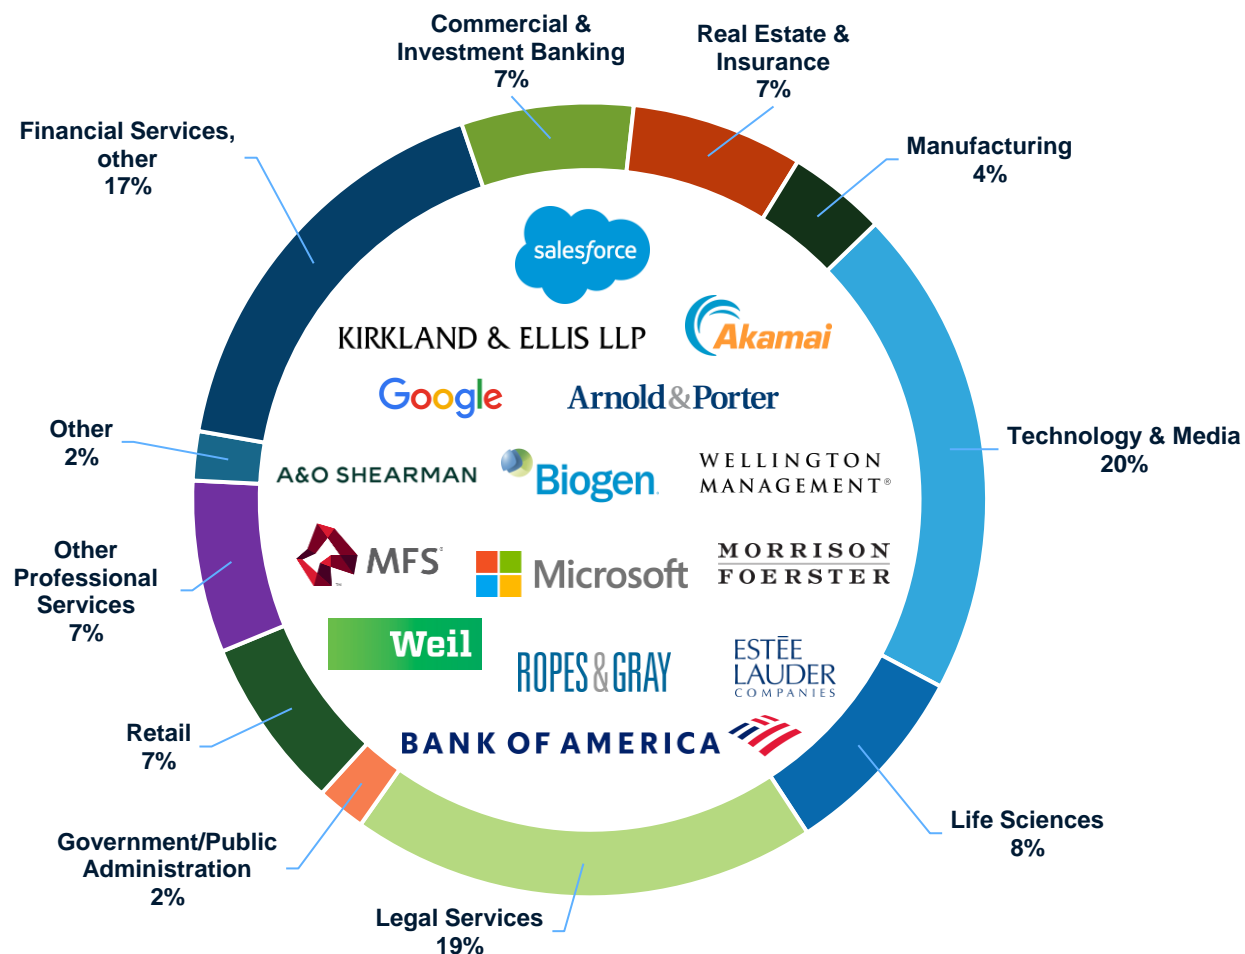 Commercial &
Investment Banking
7%
Real Estate &
Insurance
7%
Financial Services,
other
17%
Manufacturing
4%
salesforce
KIRKLAND & ELLIS LLP
Akamai
Google
Arnold&Porter
Other
2%
Technology & Media
20%
A&O SHEARMAN
Biogen
WELLINGTON
MANAGEMENT®
Other
Professional
Services
7%
MFS
™
Microsoft
MORRISON
FOERSTER
Weil
ROPES&GRAY
ESTĒE
LAUDER
COMPANIES
Retail
7%
BANK OF AMERICA
Life Sciences
8%
Government/Public
Administration
2%
Legal Services
19%